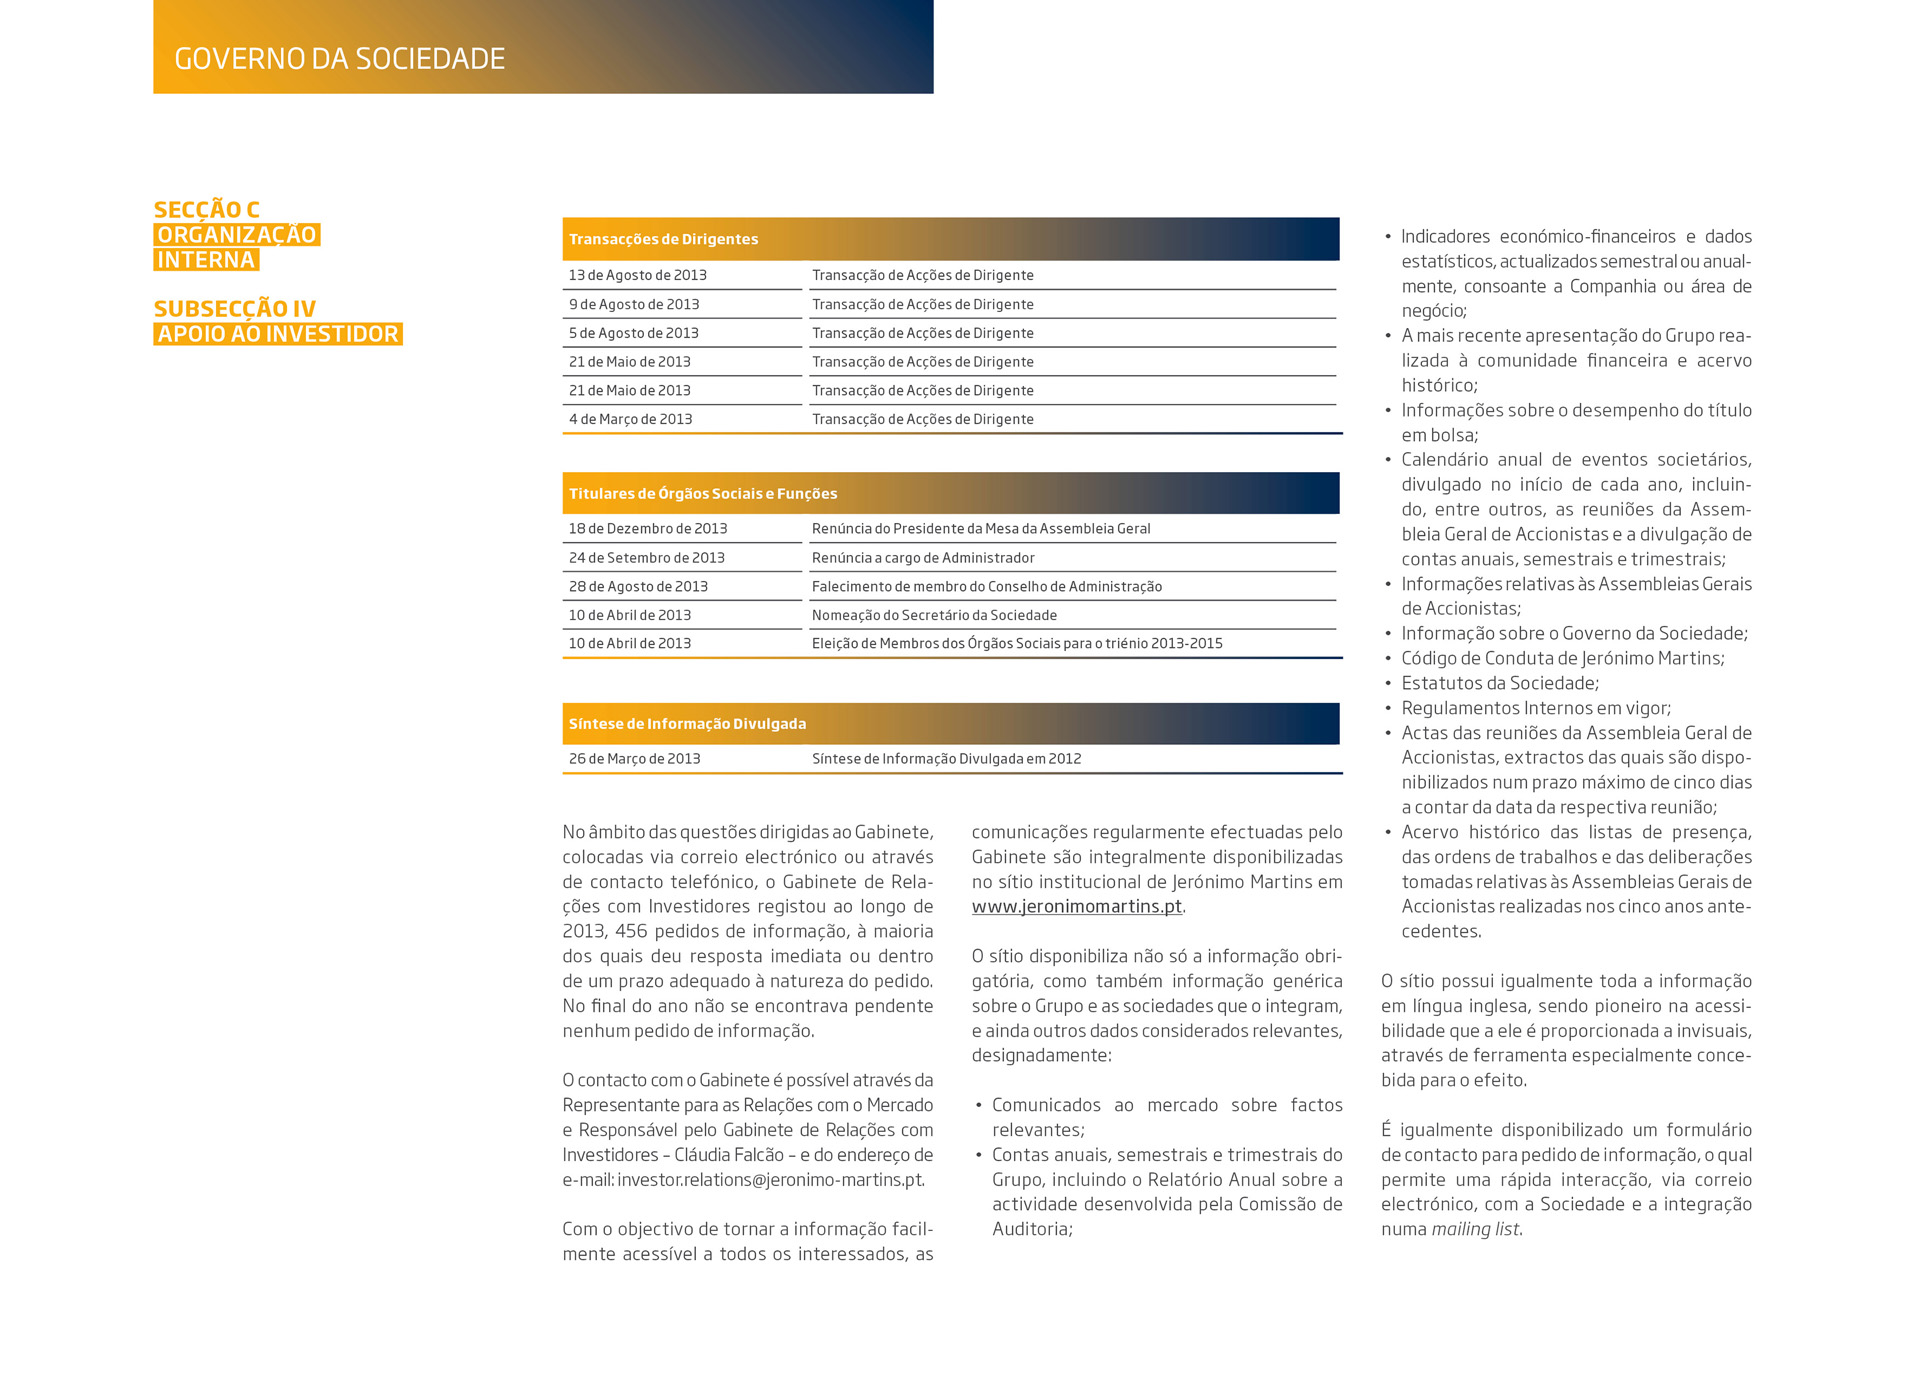 GOVERNO DA SOCIEDADE
SECÇÃO C
ORGANIZAÇÃO
INTERNA
SUBSECÇÃO IV
APOIO AO INVESTIDOR
Transacções de Dirigentes
13 de Agosto de 2013 Transacção de Acções de Dirigente
9 de Agosto de 2013 Transacção de Acções de Dirigente
5 de Agosto de 2013 Transacção de Acções de Dirigente
21 de Maio de 2013 Transacção de Acções de Dirigente
21 de Maio de 2013 Transacção de Acções de Dirigente
4 de Março de 2013 Transacção de Acções de Dirigente
Titulares de Órgãos Sociais e Funções
18 de Dezembro de 2013 Renúncia do Presidente da Mesa da Assembleia Geral
24 de Setembro de 2013 Renúncia a cargo de Administrador
28 de Agosto de 2013 Falecimento de membro do Conselho de Administração
10 de Abril de 2013 Nomeação do Secretário da Sociedade
10 de Abril de 2013 Eleição de Membros dos Órgãos Sociais para o triénio 2013-2015
Síntese de Informação Divulgada
26 de Março de 2013 Síntese de Informação Divulgada em 2012
No âmbito das questões dirigidas ao Gabinete,
colocadas via correio electrónico ou através
de contacto telefónico, o Gabinete de Rela-
ções com Investidores registou ao longo de
2013, 456 pedidos de informação, à maioria
dos quais deu resposta imediata ou dentro
de um prazo adequado à natureza do pedido.
No final do ano não se encontrava pendente
nenhum pedido de informação.
O contacto com o Gabinete é possível através da
Representante para as Relações com o Mercado
e Responsável pelo Gabinete de Relações com
Investidores – Cláudia Falcão – e do endereço de
e-mail: investor.relations@jeronimo-martins.pt.
Com o objectivo de tornar a informação facil-
mente acessível a todos os interessados, as
comunicações regularmente efectuadas pelo
Gabinete são integralmente disponibilizadas
no sítio institucional de Jerónimo Martins em
www.jeronimomartins.pt.
O sítio disponibiliza não só a informação obri-
gatória, como também informação genérica
sobre o Grupo e as sociedades que o integram,
e ainda outros dados considerados relevantes,
designadamente:
• Comunicados ao mercado sobre factos
relevantes;
• Contas anuais, semestrais e trimestrais do
Grupo, incluindo o Relatório Anual sobre a
actividade desenvolvida pela Comissão de
Auditoria;
• Indicadores económico-financeiros e dados
estatísticos, actualizados semestral ou anual-
mente, consoante a Companhia ou área de
negócio;
• A mais recente apresentação do Grupo rea-
lizada à comunidade financeira e acervo
histórico;
• Informações sobre o desempenho do título
em bolsa;
• Calendário anual de eventos societários,
divulgado no início de cada ano, incluin-
do, entre outros, as reuniões da Assem-
bleia Geral de Accionistas e a divulgação de
contas anuais, semestrais e trimestrais;
• Informações relativas às Assembleias Gerais
de Accionistas;
• Informação sobre o Governo da Sociedade;
• Código de Conduta de Jerónimo Martins;
• Estatutos da Sociedade;
• Regulamentos Internos em vigor;
• Actas das reuniões da Assembleia Geral de
Accionistas, extractos das quais são dispo-
nibilizados num prazo máximo de cinco dias
a contar da data da respectiva reunião;
• Acervo histórico das listas de presença,
das ordens de trabalhos e das deliberações
tomadas relativas às Assembleias Gerais de
Accionistas realizadas nos cinco anos ante-
cedentes.
O sítio possui igualmente toda a informação
em língua inglesa, sendo pioneiro na acessi-
bilidade que a ele é proporcionada a invisuais,
através de ferramenta especialmente conce-
bida para o efeito.
É igualmente disponibilizado um formulário
de contacto para pedido de informação, o qual
permite uma rápida interacção, via correio
electrónico, com a Sociedade e a integração
numa mailing list.